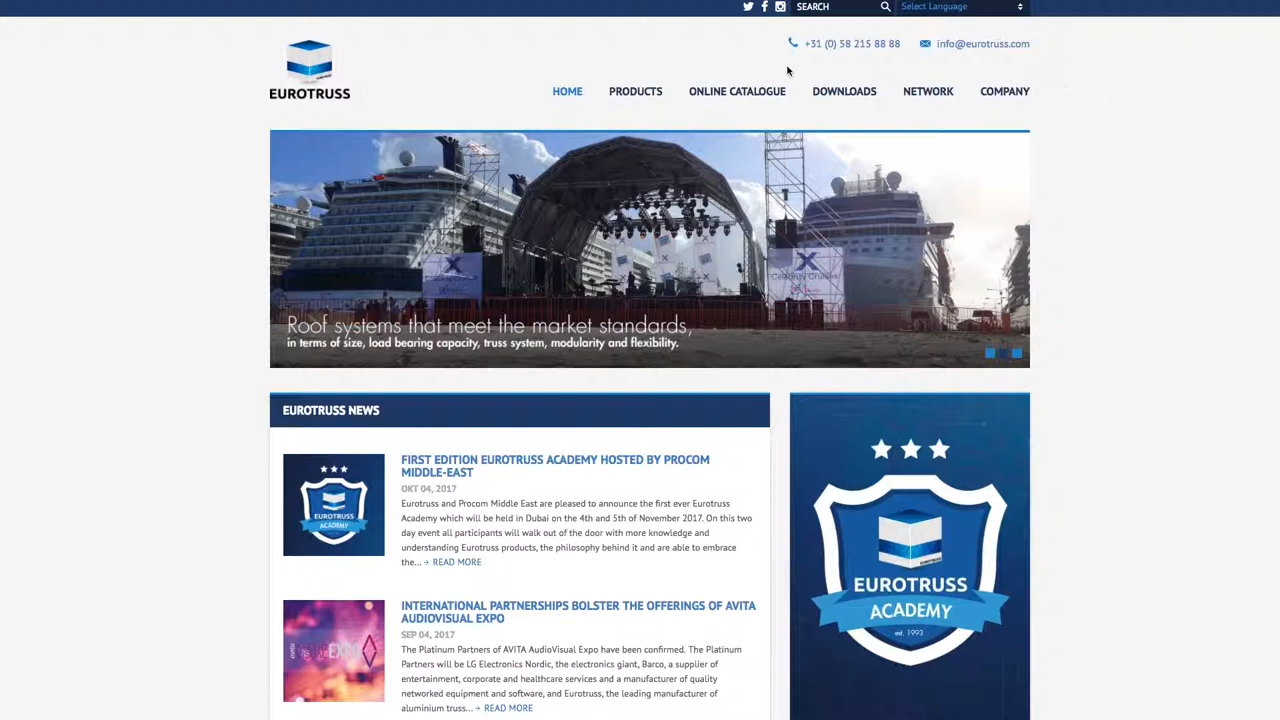 SEARCH
Select Language
EUROTRUSS
+31 (0) 58 215 88 88
info@eurotruss.com
HOME
PRODUCTS
ONLINE CATALOGUE
DOWNLOADS
NETWORK
COMPANY
X
X
Celebrity Cruises
Roof systems that meet the market standards,
in terms of size, load bearing capacity, truss system, modularity and flexibility.
EUROTRUSS NEWS
EUROTRUSS
ACADEMY
FIRST EDITION EUROTRUSS ACADEMY HOSTED BY PROCOM
MIDDLE-EAST
OKT 04, 2017
Eurotruss and Procom Middle East are pleased to announce the first ever Eurotruss
Academy which will be held in Dubai on the 4th and 5th of November 2017. On this two
day event all participants will walk out of the door with more knowledge and
understanding Eurotruss products, the philosophy behind it and are able to embrace
the... → READ MORE
INTERNATIONAL PARTNERSHIPS BOLSTER THE OFFERINGS OF AVITA
AUDIOVISUAL EXPO
SEP 04, 2017
The Platinum Partners of AVITA AudioVisual Expo have been confirmed. The Platinum
Partners will be LG Electronics Nordic, the electronics giant, Barco, a supplier of
entertainment, corporate and healthcare services and a manufacturer of quality
networked equipment and software, and Eurotruss, the leading manufacturer of
aluminium truss... → READ MORE
EUROTRUSS
EUROTRUSS
ACADEMY
est. 1993